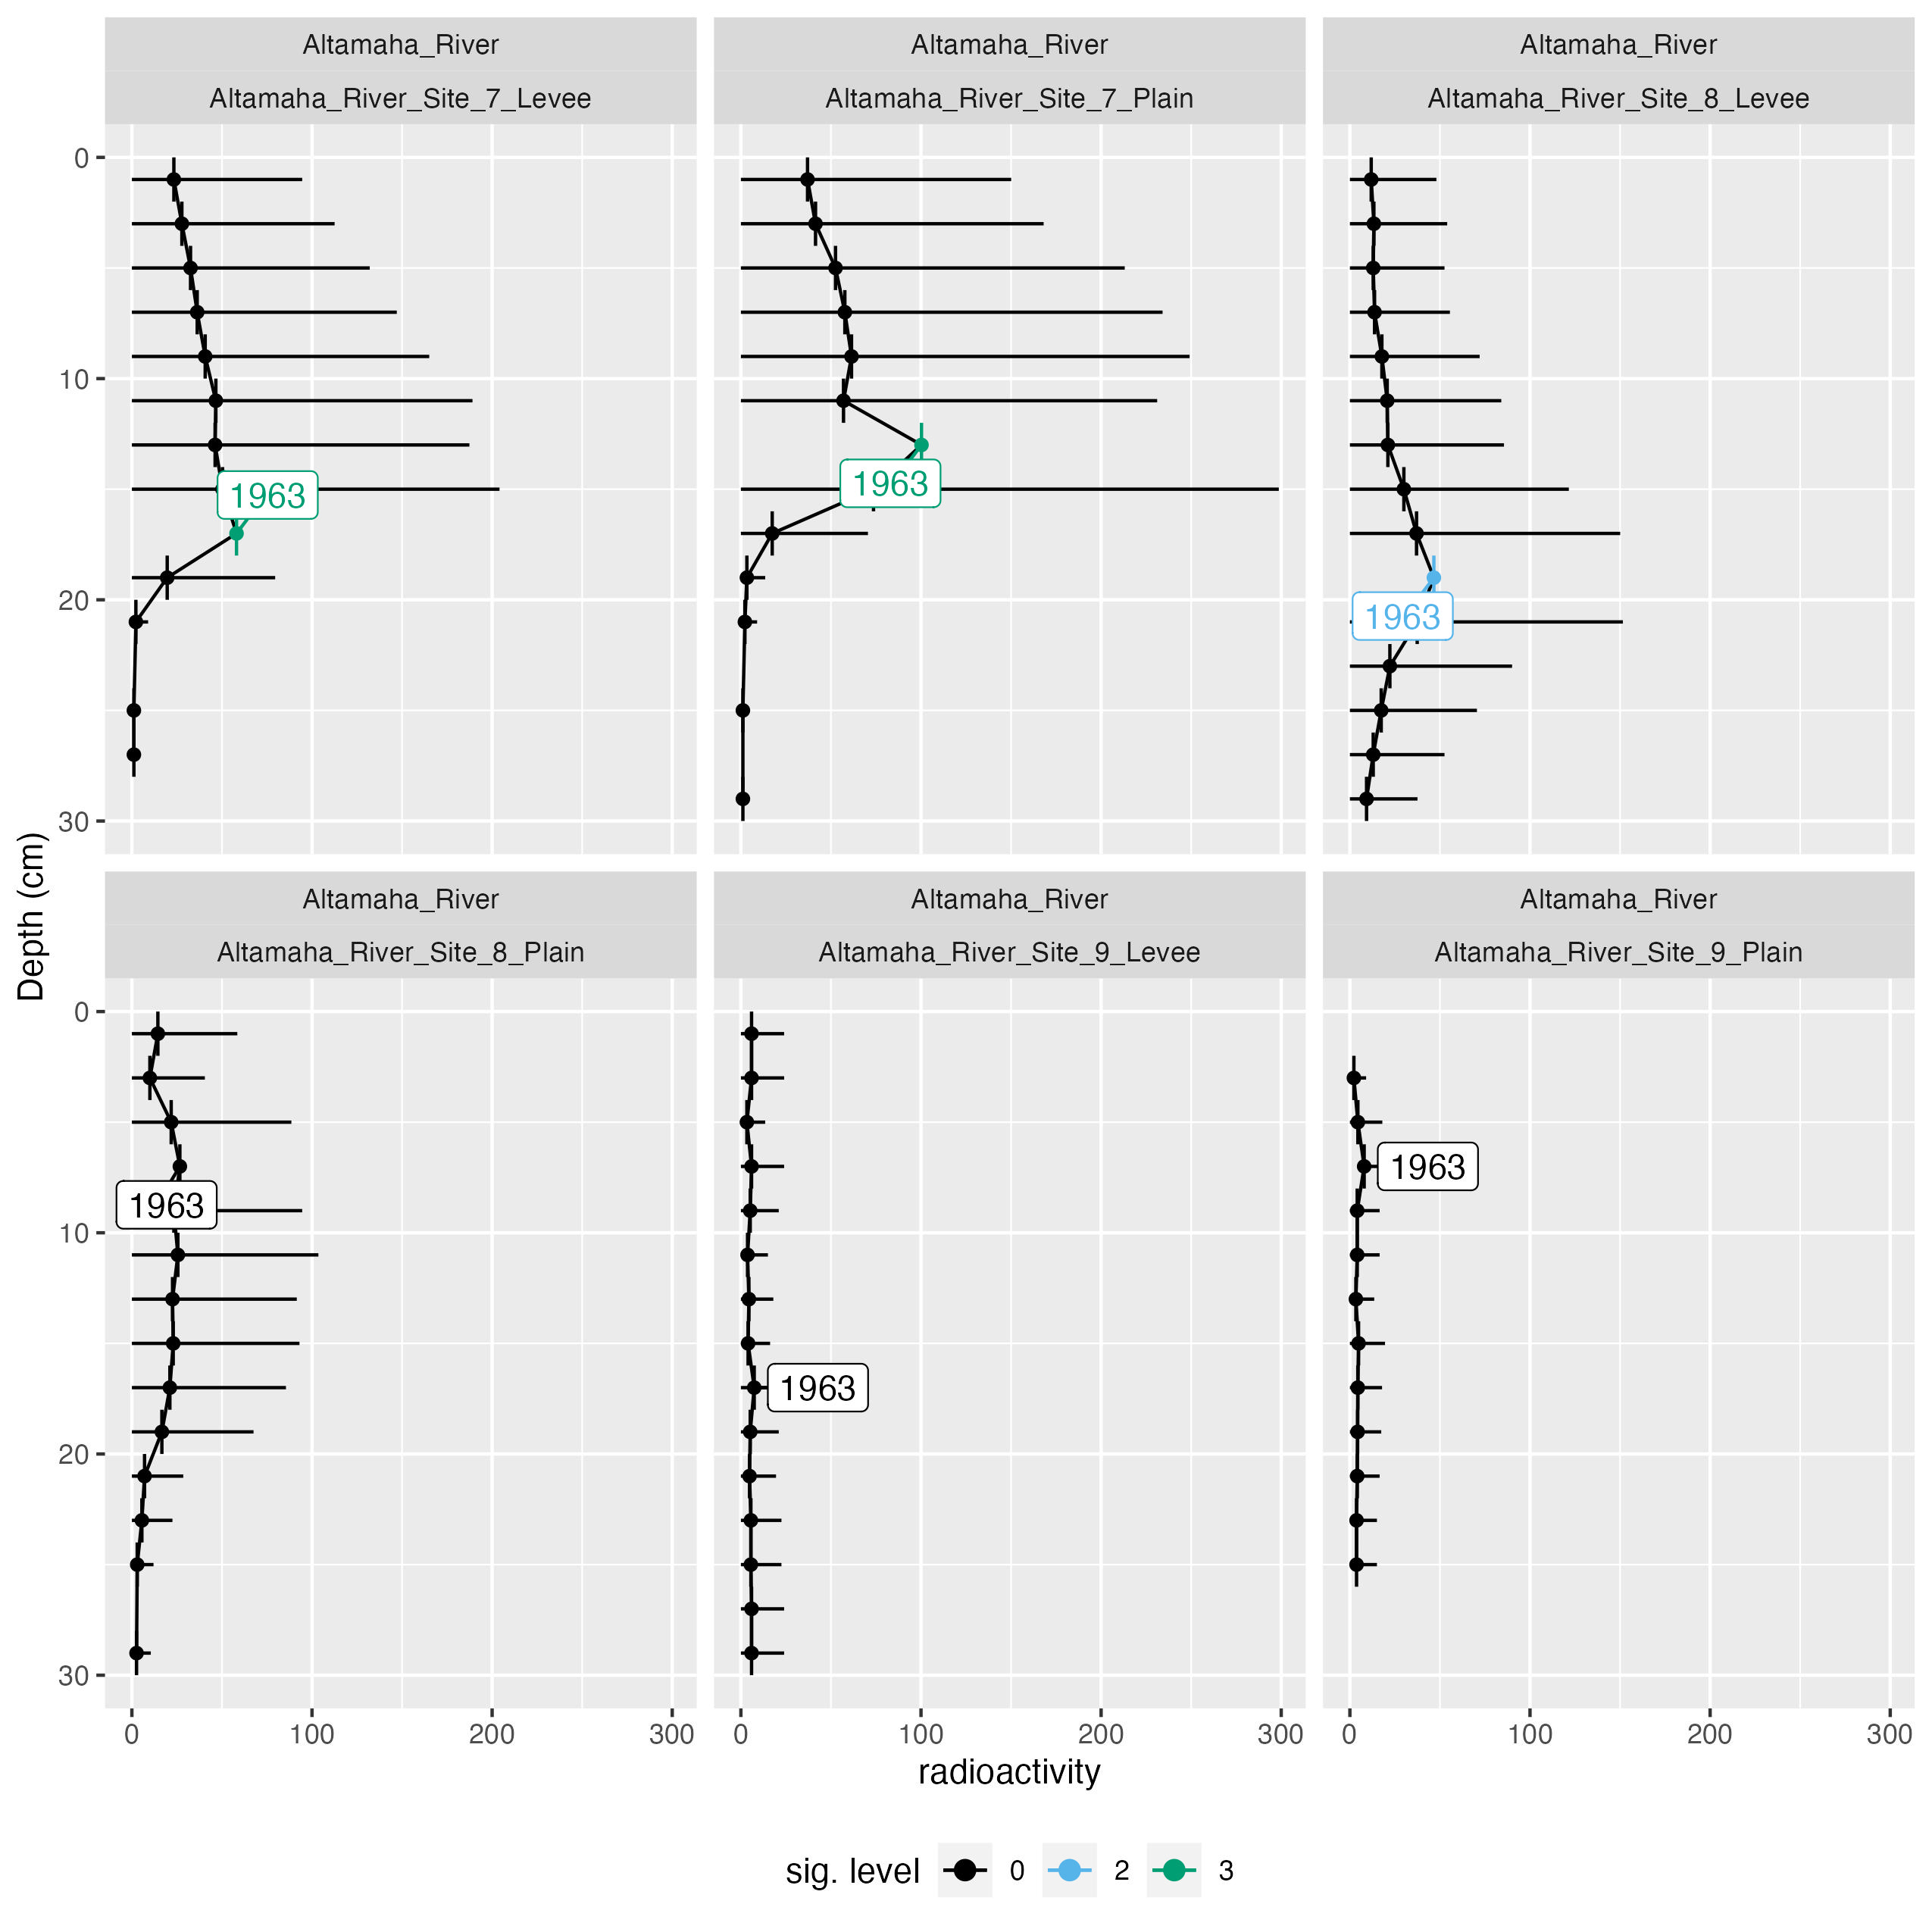 Altamaha_River Altamaha_River Altamaha_River
Altamaha_River_Site_7_Levee Altamaha_River_Site_7_Plain Altamaha_River_Site_8_Levee
0
10
1963 1963
20
1963
30
Depth (cm)
Altamaha_River Altamaha_River Altamaha_River
Altamaha_River_Site_8_Plain Altamaha_River_Site_9_Levee Altamaha_River_Site_9_Plain
0
1963
1963
10
1963
20
30
0 100 200 300 0 100 200 300 0 100 200 300
radioactivity
sig. level 0 2 3